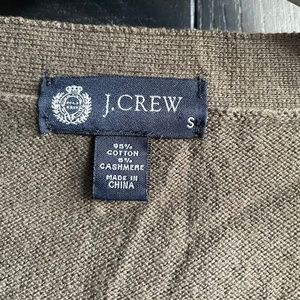 J.CREW
S
95%
COTTON
5%
CASHMERE
MADE IN
CHINA